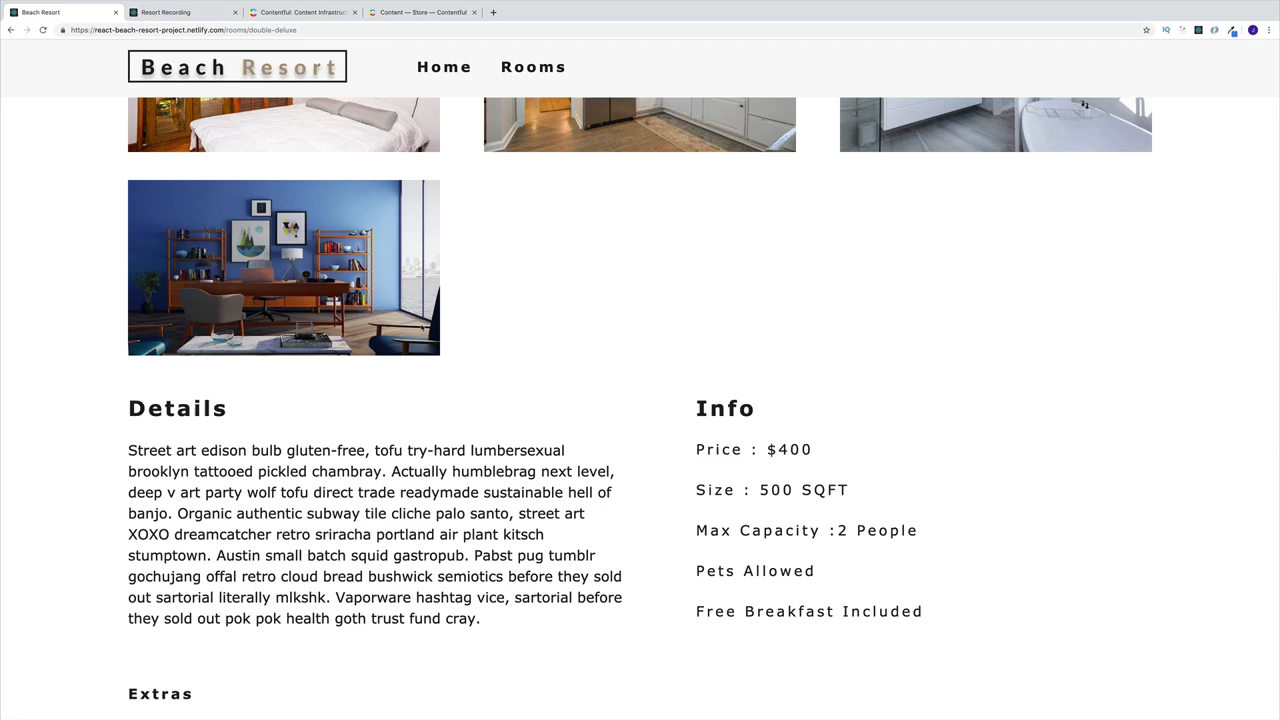 Beach Resort
Resort Recording
Contentful: Content Infrastruc
Content — Store — Contentful
https://react-beach-resort-project.netlify.com/rooms/double-deluxe
IQ
J
Beach Resort
Home
Rooms
Details
Street art edison bulb gluten-free, tofu try-hard lumbersexual
brooklyn tattooed pickled chambray. Actually humblebrag next level,
deep v art party wolf tofu direct trade readymade sustainable hell of
banjo. Organic authentic subway tile cliche palo santo, street art
XOXO dreamcatcher retro sriracha portland air plant kitsch
stumptown. Austin small batch squid gastropub. Pabst pug tumblr
gochujang offal retro cloud bread bushwick semiotics before they sold
out sartorial literally mlkshk. Vaporware hashtag vice, sartorial before
they sold out pok pok health goth trust fund cray.
Info
Price : $400
Size : 500 SQFT
Max Capacity :2 People
Pets Allowed
Free Breakfast Included
Extras